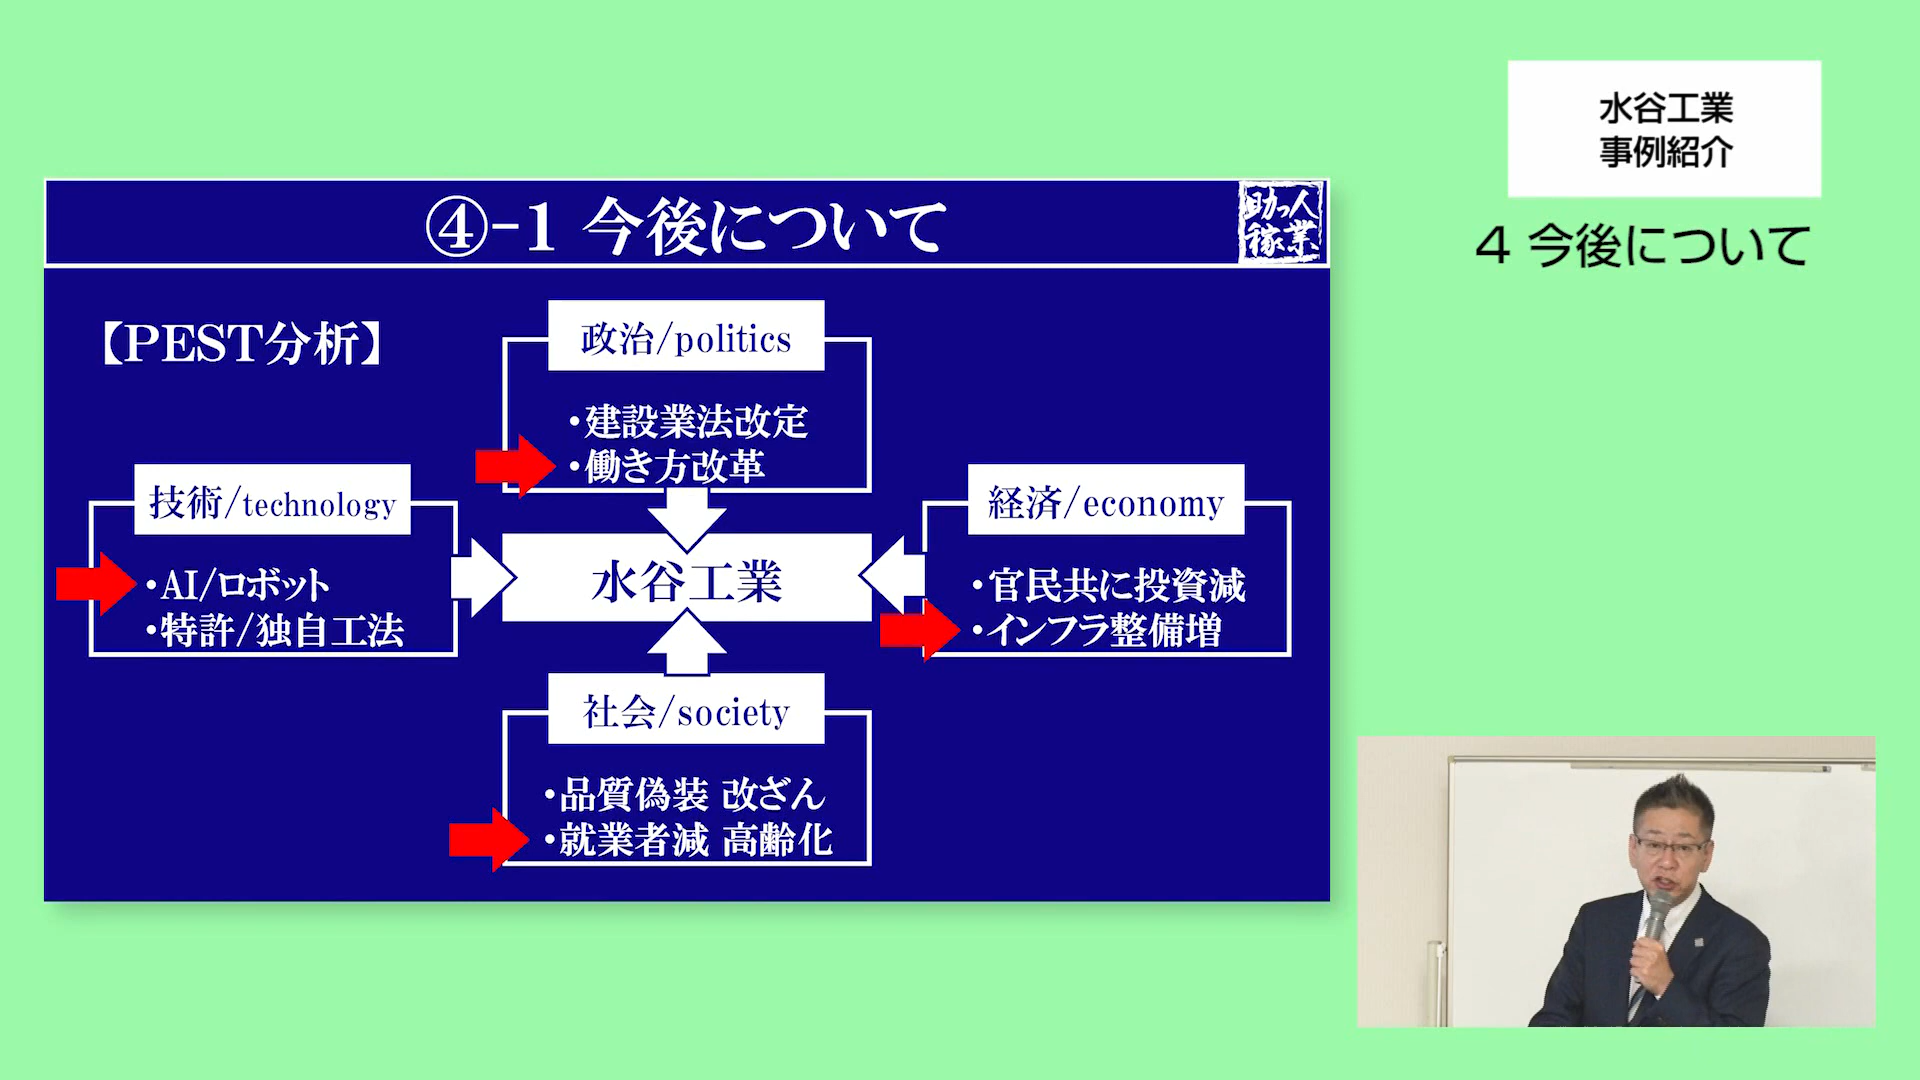 ④-1 今後について
助っ人
稼業
【PEST分析】
政治/politics
・建設業法改定
・働き方改革
技術/technology
・AI/ロボット
・特許/独自工法
水谷工業
経済/economy
・官民共に投資減
・インフラ整備増
社会/society
・品質偽装 改ざん
・就業者減 高齢化
水谷工業
事例紹介
4 今後について